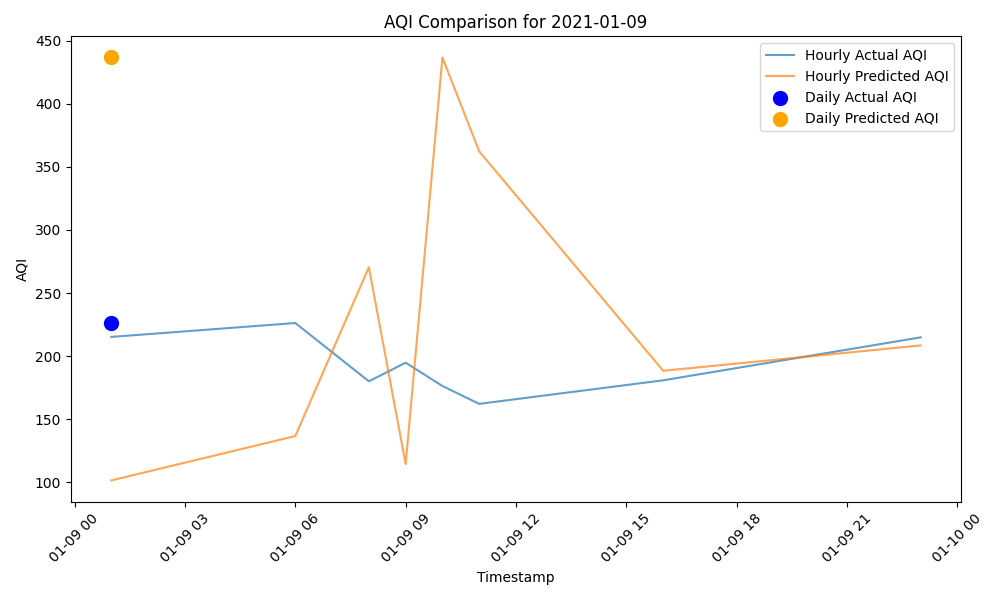 AQI Comparison for 2021-01-09
Hourly Actual AQI
Hourly Predicted AQI
Daily Actual AQI
Daily Predicted AQI
AQI
450
400
350
300
250
200
150
100
01-09 00
01-09 03
01-09 06
01-09 09
01-09 12
01-09 15
01-09 18
01-09 21
01-10 00
Timestamp